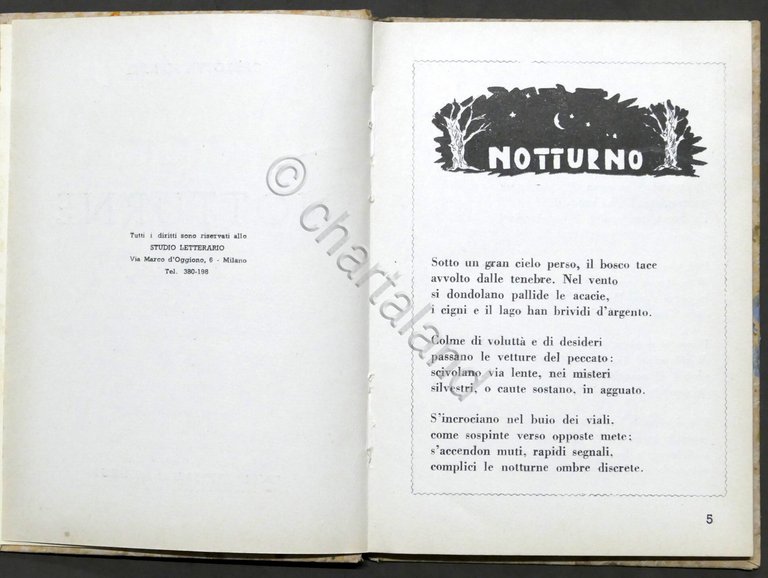 Tutti i diritti sono riservati allo
STUDIO LETTERARIO
Via Marco d'Oggiono, 6 - Milano
Tel. 380-198
© chartaland
NOTTURNO
Sotto un gran cielo perso, il bosco tace
avvolto dalle tenebre. Nel vento
si dondolano pallide le acacie,
i cigni e il lago han brividi d'argento.
Colme di voluttà e di desideri
passano le vetture del peccato:
scivolano via lente, nei misteri
silvestri, o caute sostano, in agguato.
S'incrociano nel buio dei viali,
come sospinte verso opposte mete;
s'accendon muti, rapidi segnali,
complici le notturne ombre discrete.
5